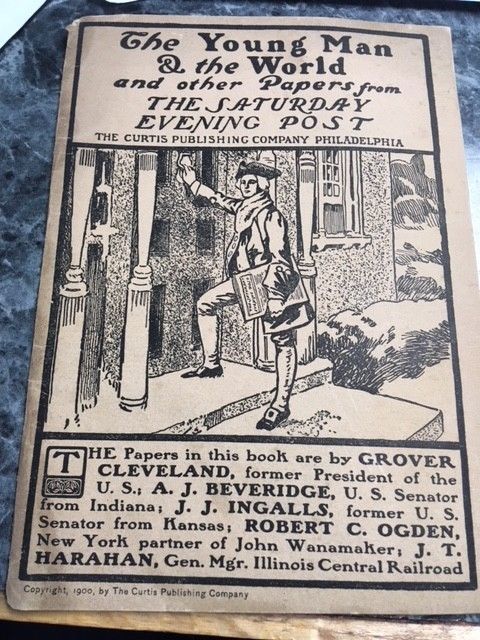 The Young Man
& the World
and other Papers from
THE SATURDAY
EVENING POST
THE CURTIS PUBLISHING COMPANY PHILADELPHIA
THE Papers in this book are by GROVER
CLEVELAND, former President of the
U. S.; A. J. BEVERIDGE, U. S. Senator
from Indiana; J. J. INGALLS, former U. S.
Senator from Kansas; ROBERT C. OGDEN,
New York partner of John Wanamaker; J. T.
HARAHAN, Gen. Mgr. Illinois Central Railroad
Copyright, 1900, by The Curtis Publishing Company